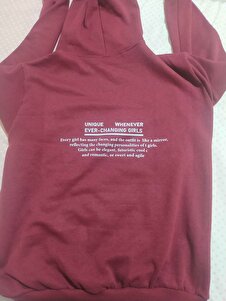 UNIQUE WHENEVER
EVER-CHANGING GIRLS
Every girl has many faces, and the outfit is like a mirror,
reflecting the changing personalities of t girls.
Girls can be elegant, futuristic cool c
and romantic, or sweet and agile